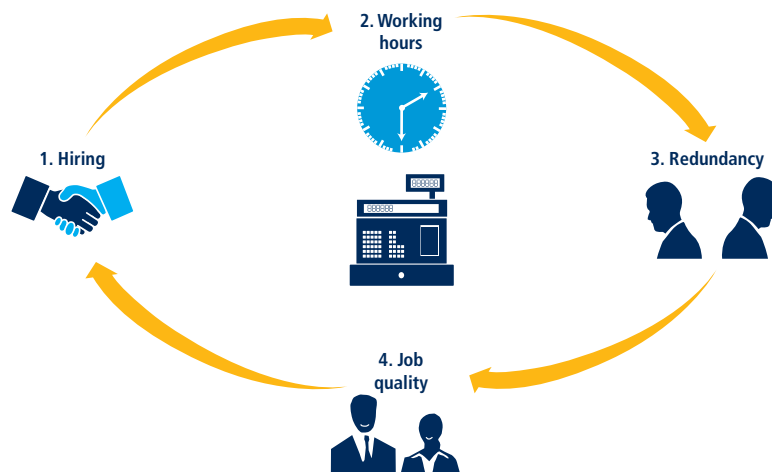 2. Working
hours
1. Hiring
3. Redundancy
4. Job
quality